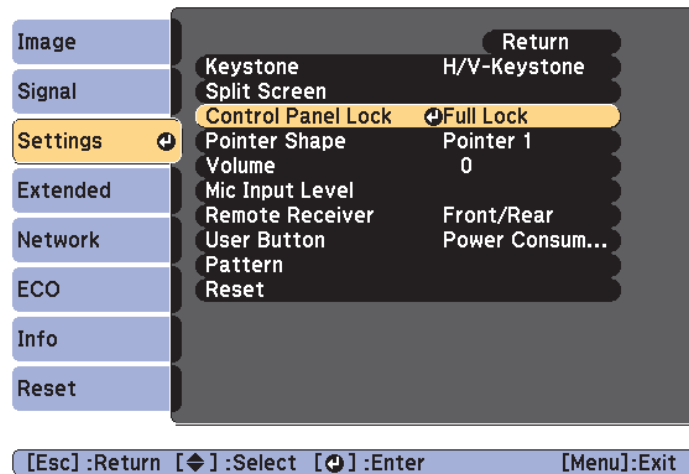 Image
Signal
Settings
Extended
Network
ECO
Info
Reset
Return
Keystone H/V-Keystone
Split Screen
Control Panel Lock Full Lock
Pointer Shape Pointer 1
Volume 0
Mic Input Level
Remote Receiver Front/Rear
User Button Power Consum...
Pattern
Reset
[Esc] :Return [◆] :Select [⏎] :Enter [Menu]:Exit